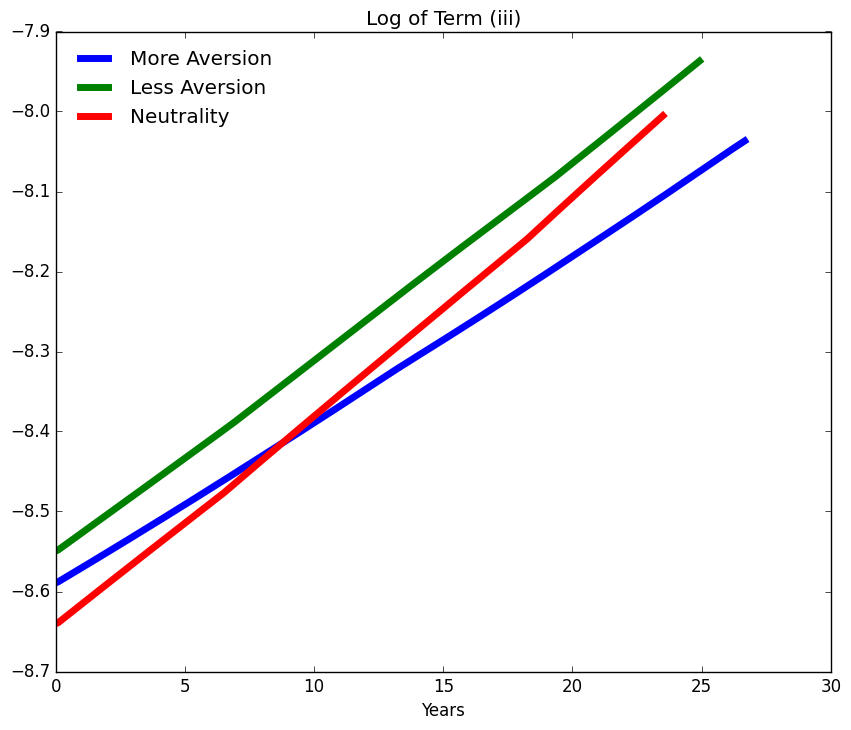 Log of Term (iii)
More Aversion
Less Aversion
Neutrality
−7.9
−8.0
−8.1
−8.2
−8.3
−8.4
−8.5
−8.6
−8.7
0 5 10 15 20 25 30
Years